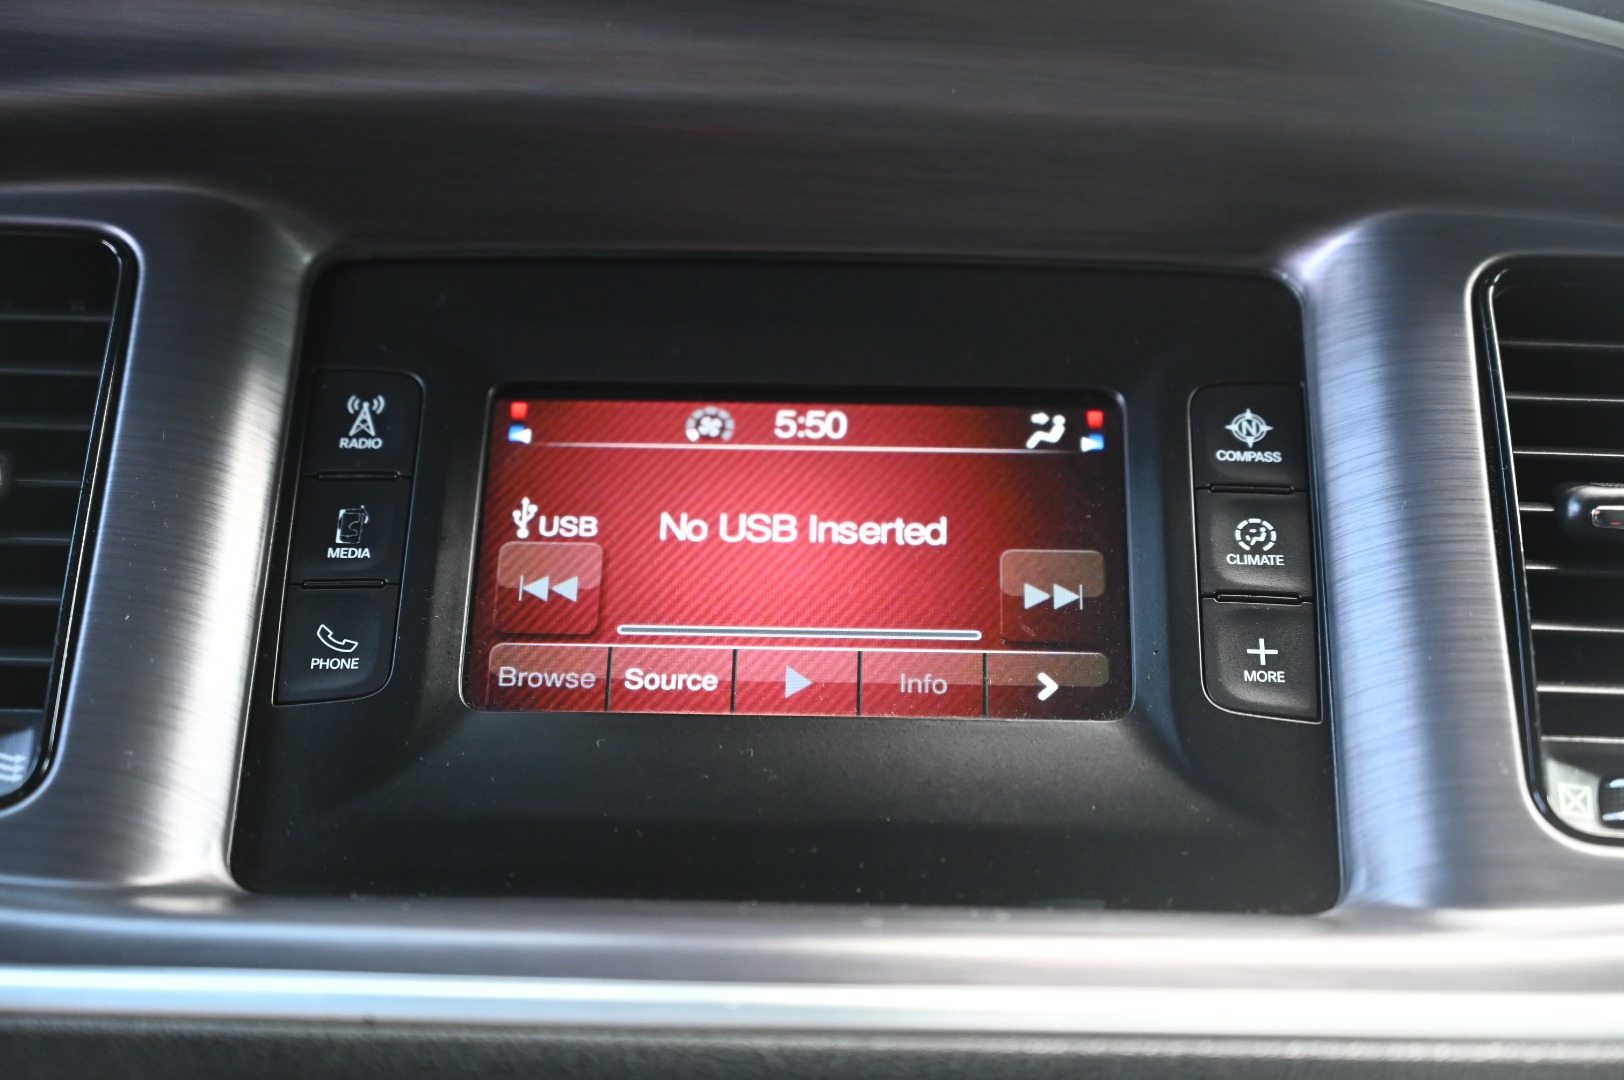 5:50
RADIO
MEDIA
PHONE
USB
No USB Inserted
Browse
Source
Info
N
COMPASS
CLIMATE
MORE